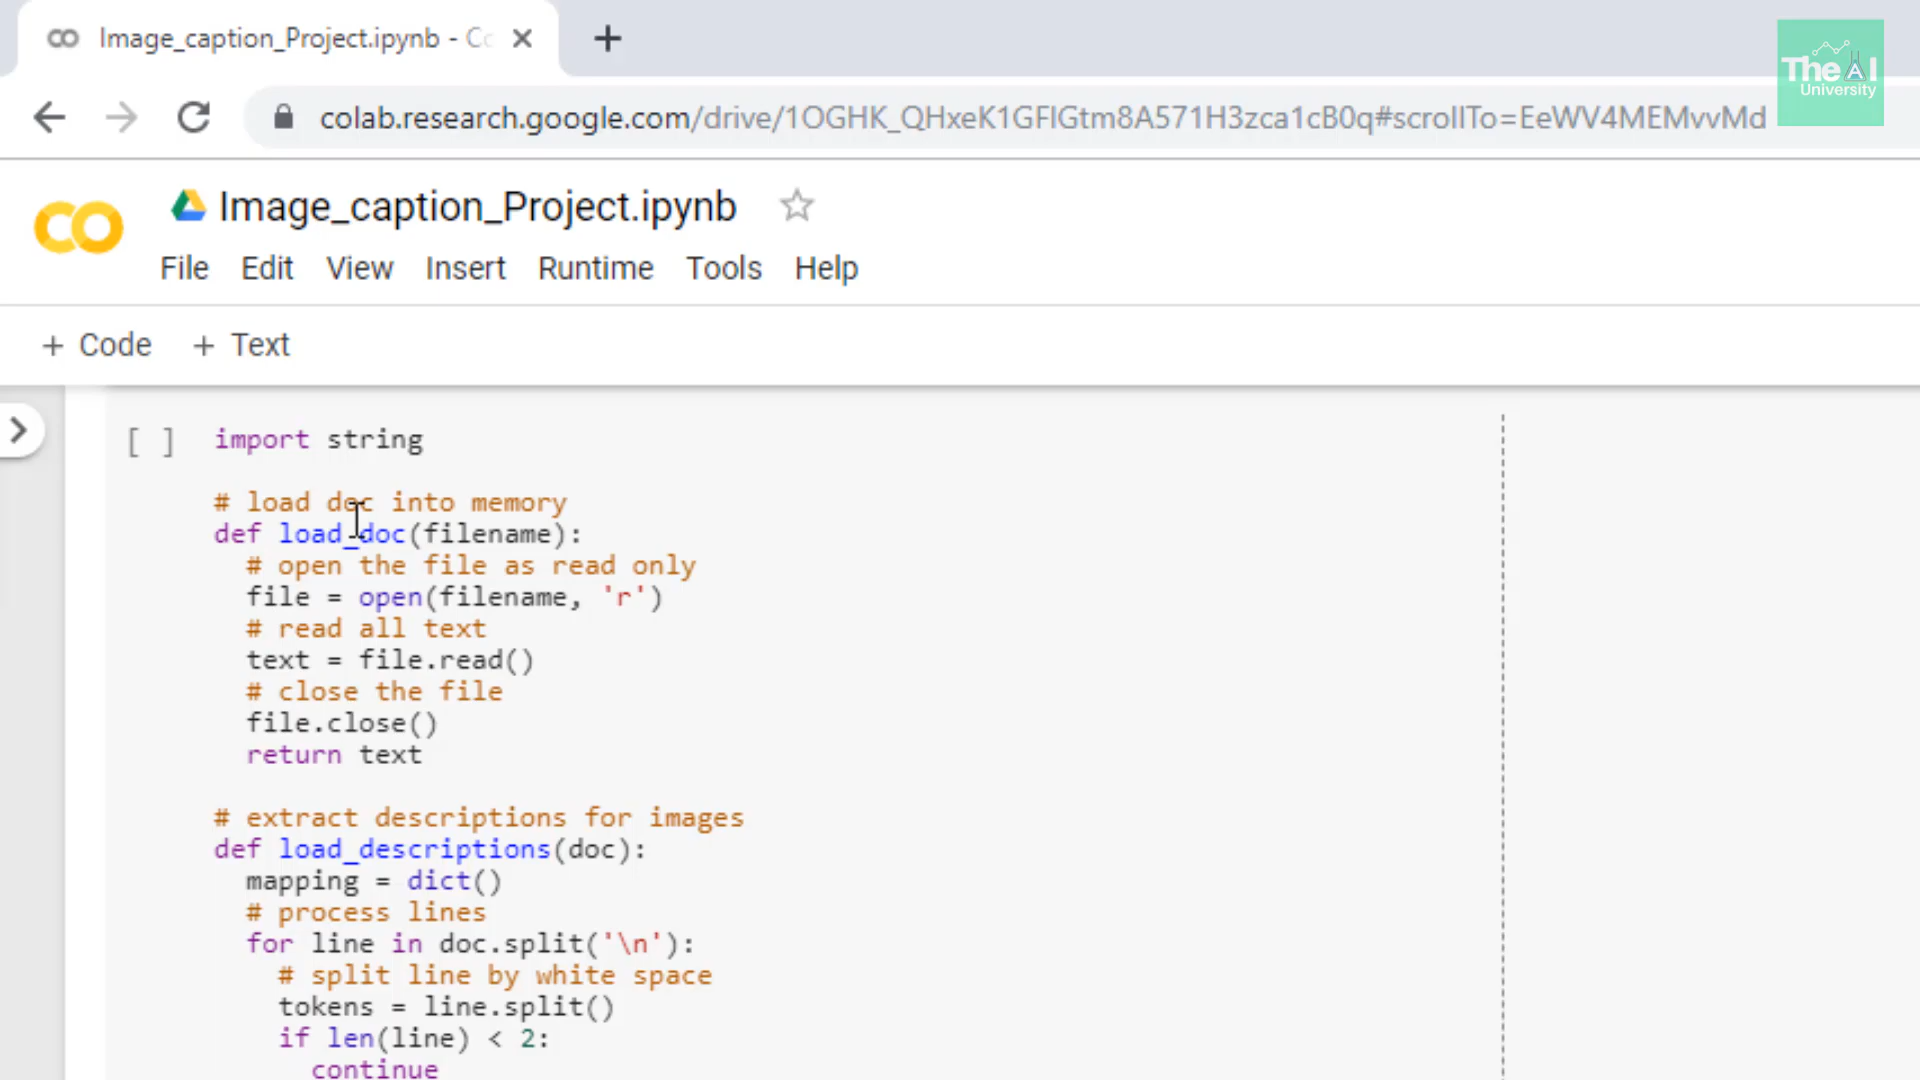 Image_caption_Project.ipynb - Co
The AI
University
colab.research.google.com/drive/1OGHK_QHxeK1GFlGtm8A571H3zca1cB0q#scrollTo=EeWV4MEMvvMd
Image_caption_Project.ipynb
File Edit View Insert Runtime Tools Help
+ Code + Text
[ ] import string
# load doc into memory
def load_doc(filename):
# open the file as read only
file = open(filename, 'r')
# read all text
text = file.read()
# close the file
file.close()
return text
# extract descriptions for images
def load_descriptions(doc):
mapping = dict()
# process lines
for line in doc.split('\n'):
# split line by white space
tokens = line.split()
if len(line) < 2:
continue